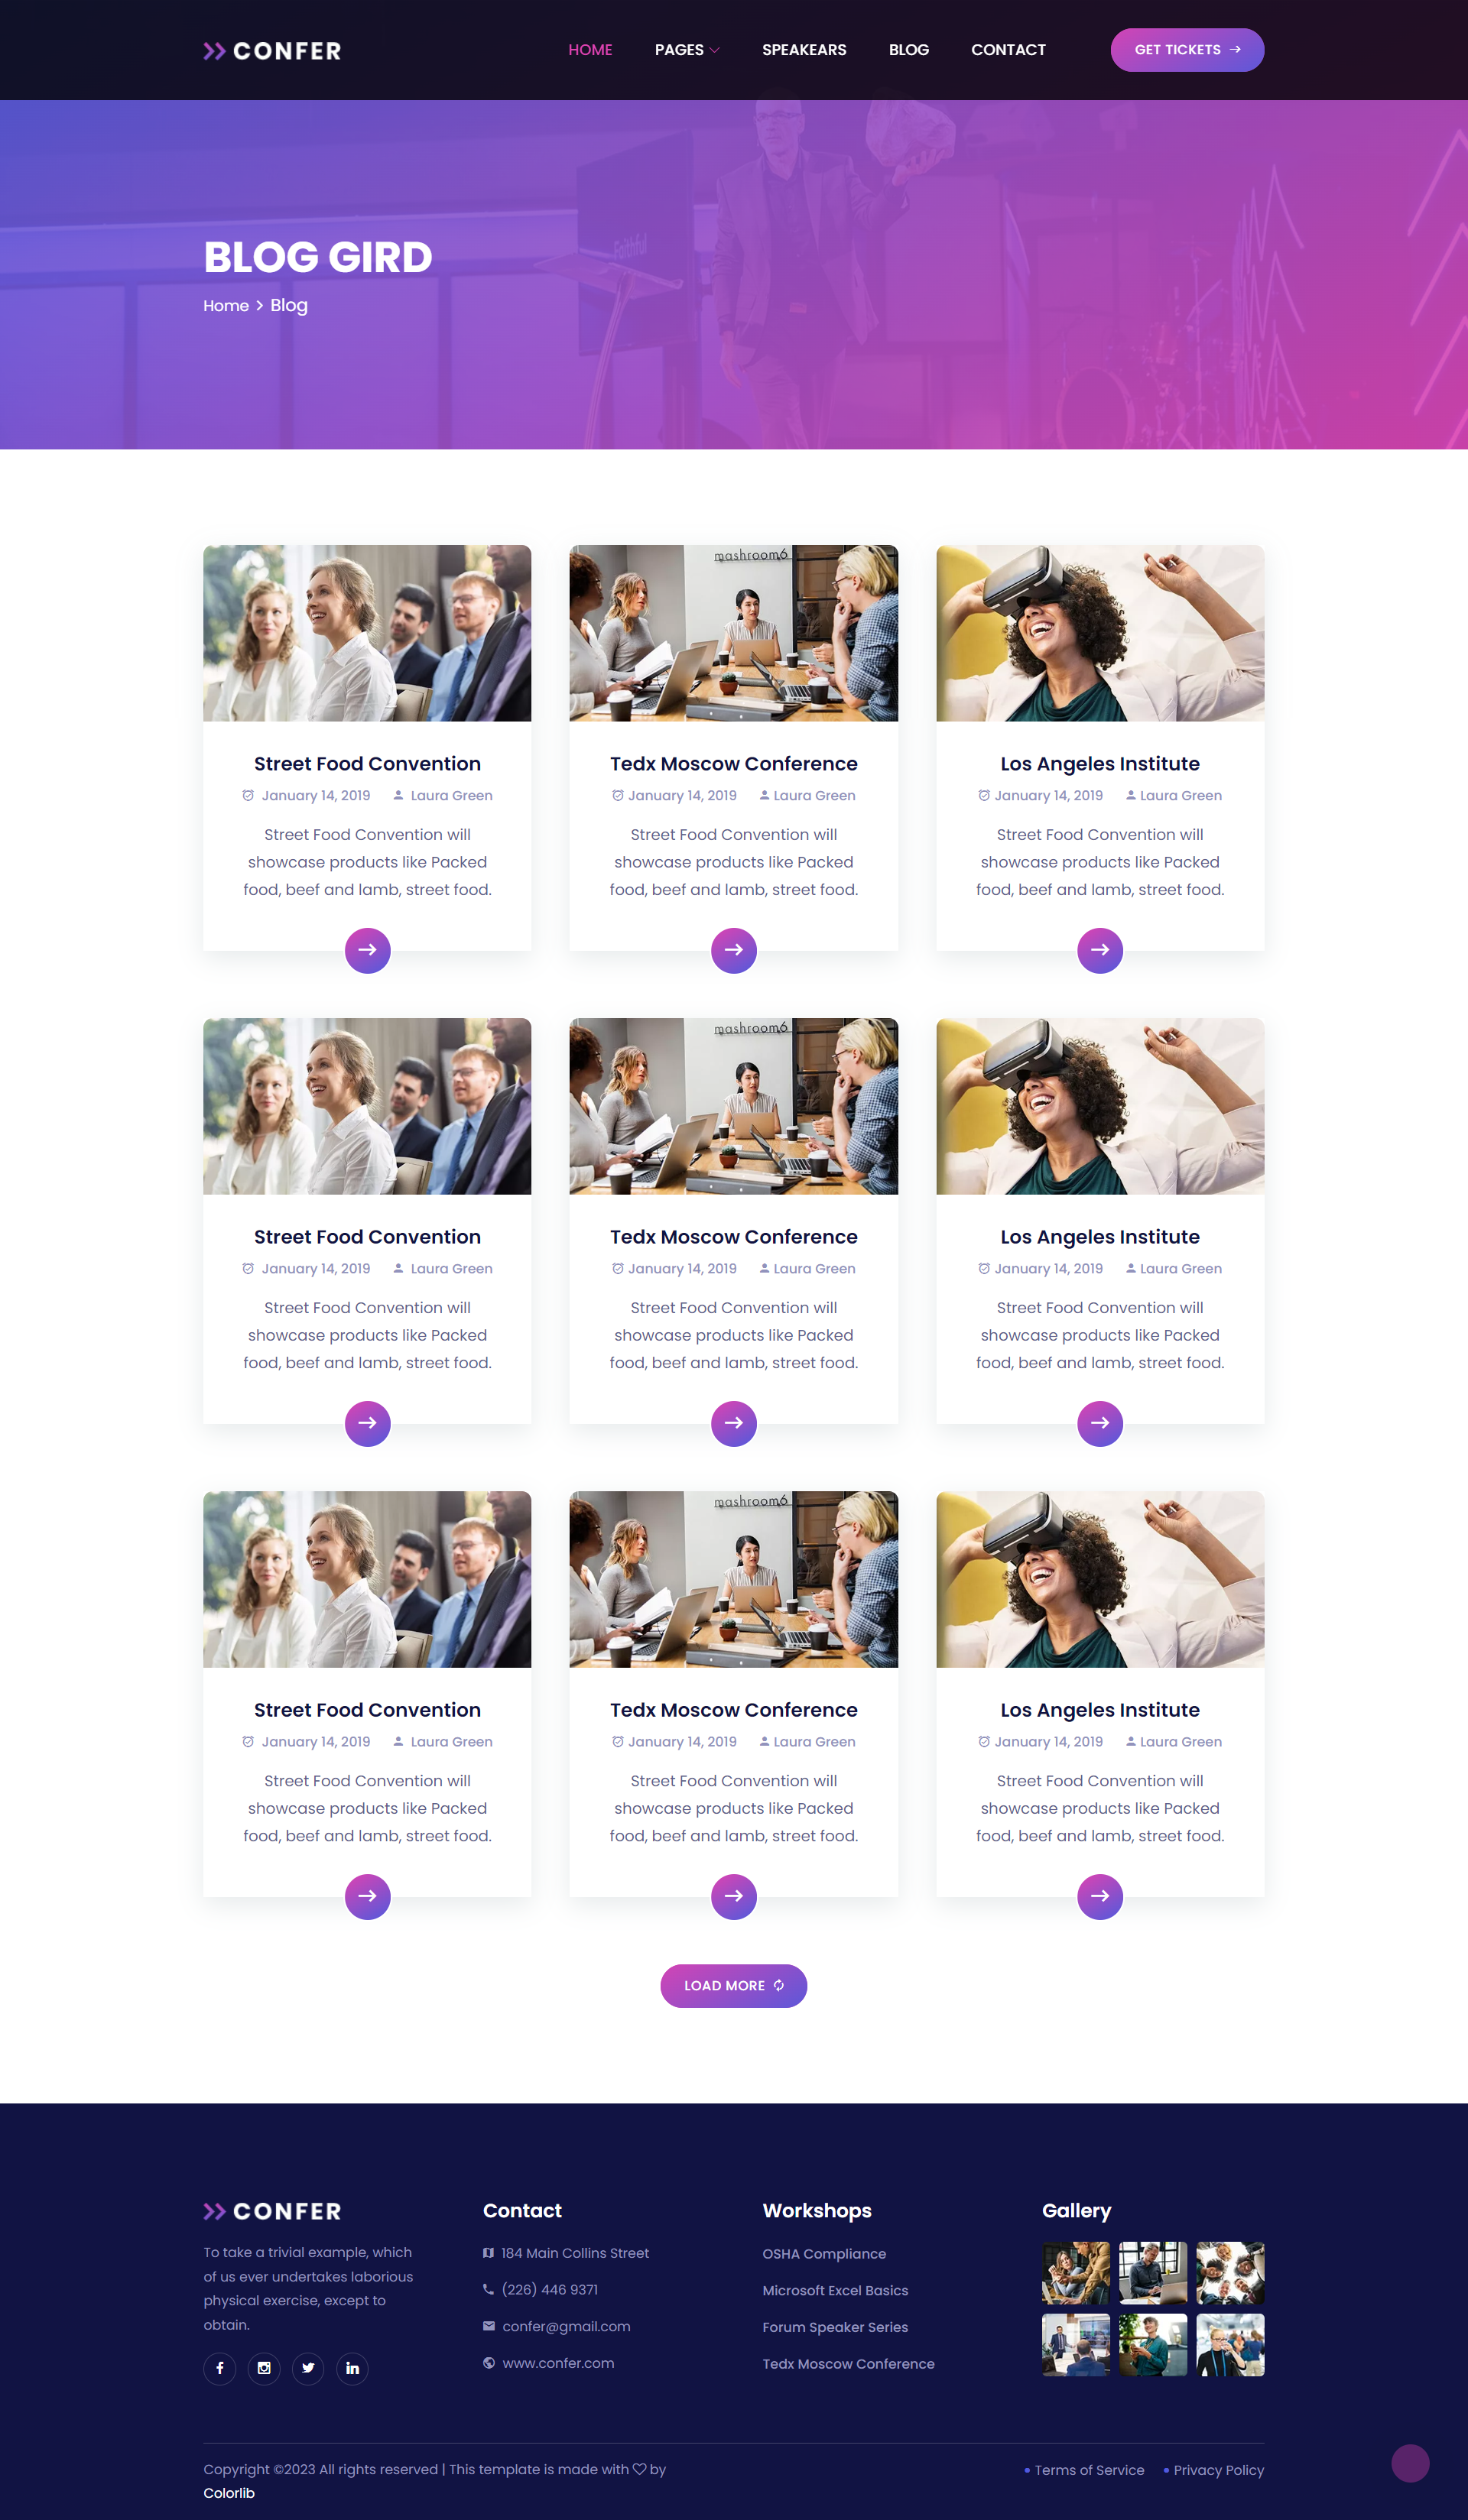 CONFER
HOME PAGES SPEAKEARS BLOG CONTACT GET TICKETS
Faithful
BLOG GIRD
Home Blog
mashroom6
Street Food Convention
January 14, 2019 Laura Green
Street Food Convention will
showcase products like Packed
food, beef and lamb, street food.
Tedx Moscow Conference
January 14, 2019 Laura Green
Street Food Convention will
showcase products like Packed
food, beef and lamb, street food.
Los Angeles Institute
January 14, 2019 Laura Green
Street Food Convention will
showcase products like Packed
food, beef and lamb, street food.
mashroom6
Street Food Convention
January 14, 2019 Laura Green
Street Food Convention will
showcase products like Packed
food, beef and lamb, street food.
Tedx Moscow Conference
January 14, 2019 Laura Green
Street Food Convention will
showcase products like Packed
food, beef and lamb, street food.
Los Angeles Institute
January 14, 2019 Laura Green
Street Food Convention will
showcase products like Packed
food, beef and lamb, street food.
mashroom6
Street Food Convention
January 14, 2019 Laura Green
Street Food Convention will
showcase products like Packed
food, beef and lamb, street food.
Tedx Moscow Conference
January 14, 2019 Laura Green
Street Food Convention will
showcase products like Packed
food, beef and lamb, street food.
Los Angeles Institute
January 14, 2019 Laura Green
Street Food Convention will
showcase products like Packed
food, beef and lamb, street food.
LOAD MORE
CONFER
To take a trivial example, which
of us ever undertakes laborious
physical exercise, except to
obtain.
Contact
184 Main Collins Street
(226) 446 9371
confer@gmail.com
www.confer.com
Workshops
OSHA Compliance
Microsoft Excel Basics
Forum Speaker Series
Tedx Moscow Conference
Gallery
Copyright ©2023 All rights reserved | This template is made with ♡ by
Colorlib
Terms of Service Privacy Policy